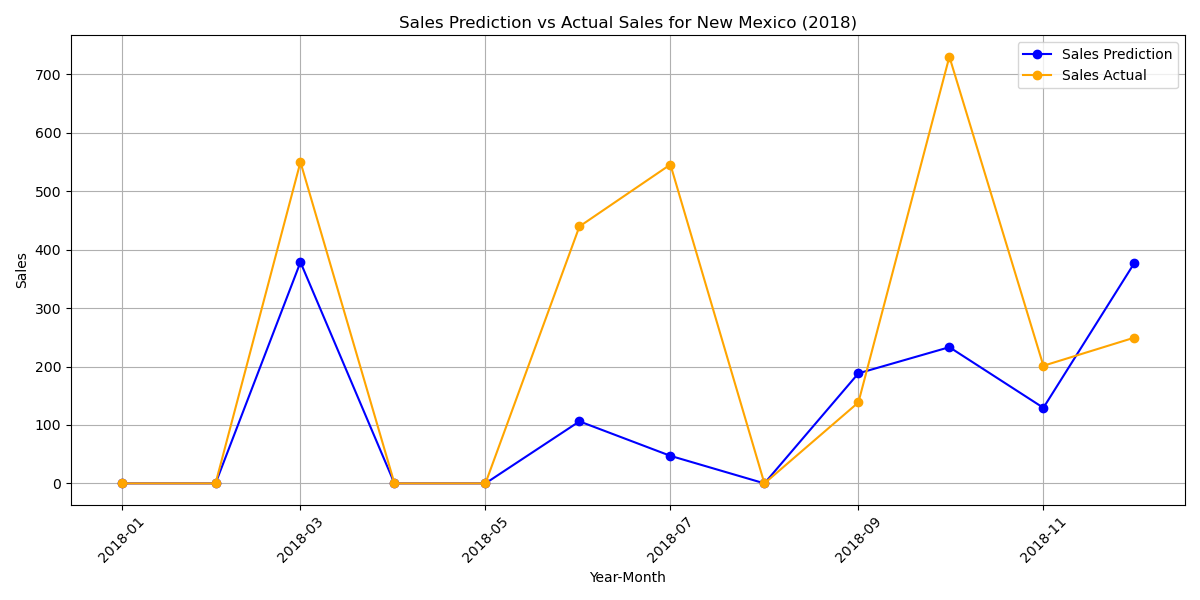 Sales Prediction vs Actual Sales for New Mexico (2018)
Sales Prediction
Sales Actual
Sales
700
600
500
400
300
200
100
0
2018-01
2018-03
2018-05
2018-07
2018-09
2018-11
Year-Month